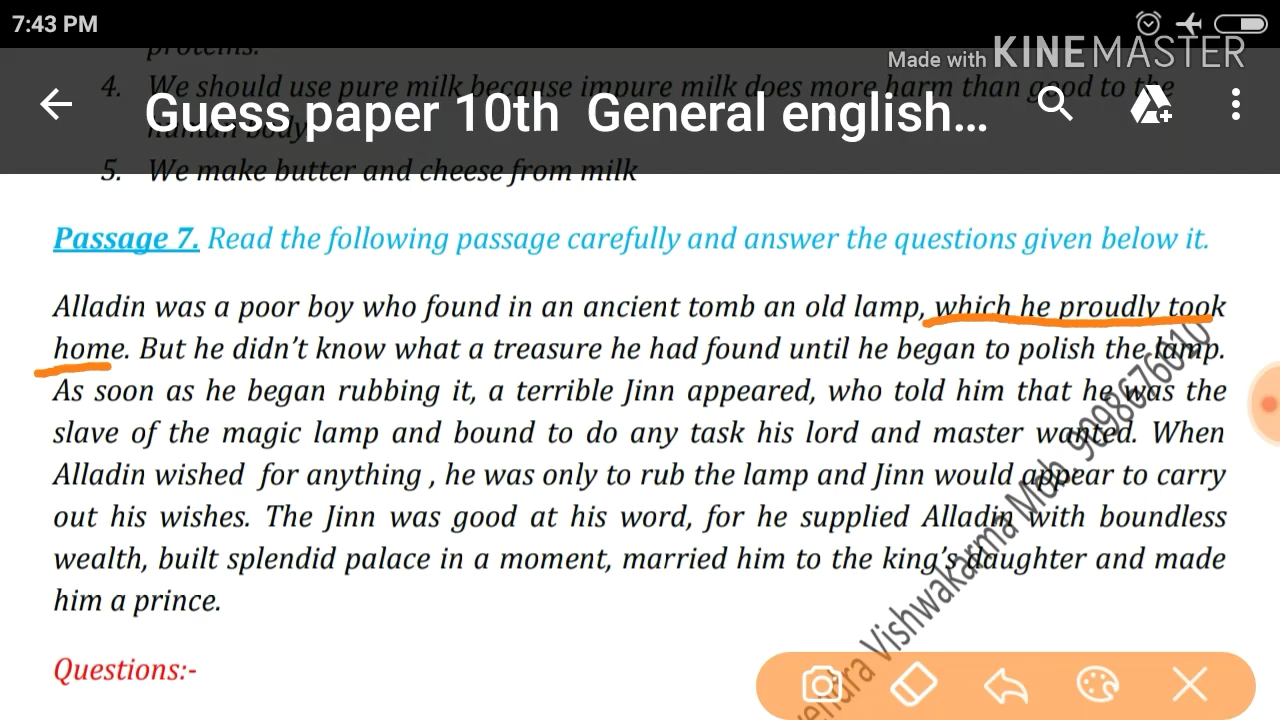 7:43 PM
proteins.
Made with KINEMASTER
4. We should use pure milk because impure milk does more harm than good to the
Guess paper 10th General english...
human body
5. We make butter and cheese from milk
Passage 7. Read the following passage carefully and answer the questions given below it.
Alladin was a poor boy who found in an ancient tomb an old lamp, which he proudly took
home. But he didn't know what a treasure he had found until he began to polish the lamp.
As soon as he began rubbing it, a terrible Jinn appeared, who told him that he was the
slave of the magic lamp and bound to do any task his lord and master wanted. When
Alladin wished for anything , he was only to rub the lamp and Jinn would appear to carry
out his wishes. The Jinn was good at his word, for he supplied Alladin with boundless
wealth, built splendid palace in a moment, married him to the king's daughter and made
him a prince.
Vishwakarma Mob. 9098676010
Questions:-